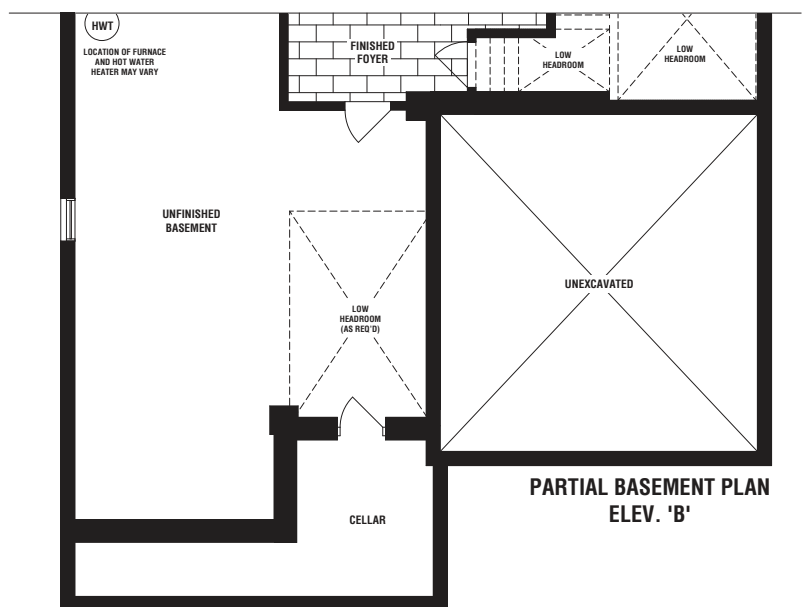 HWT
LOCATION OF FURNACE
AND HOT WATER
HEATER MAY VARY
FINISHED
FOYER
LOW
HEADROOM
LOW
HEADROOM
UNFINISHED
BASEMENT
UNEXCAVATED
LOW
HEADROOM
(AS REQ'D)
PARTIAL BASEMENT PLAN
ELEV. 'B'
CELLAR